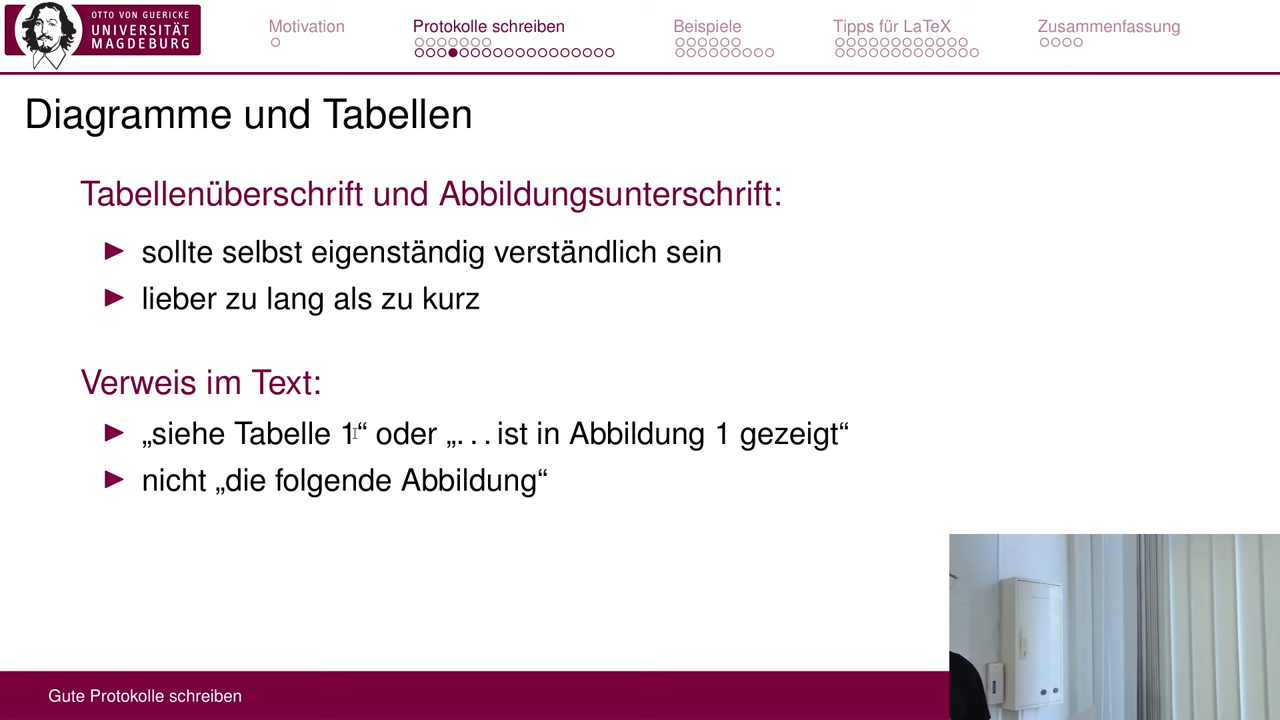 OTTO VON GUERICKE
UNIVERSITÄT
MAGDEBURG
Motivation
Protokolle schreiben
Beispiele
Tipps für LaTeX
Zusammenfassung
Diagramme und Tabellen
Tabellenüberschrift und Abbildungsunterschrift:
sollte selbst eigenständig verständlich sein
lieber zu lang als zu kurz
Verweis im Text:
„siehe Tabelle 1“ oder „. . . ist in Abbildung 1 gezeigt“
nicht „die folgende Abbildung“
Gute Protokolle schreiben